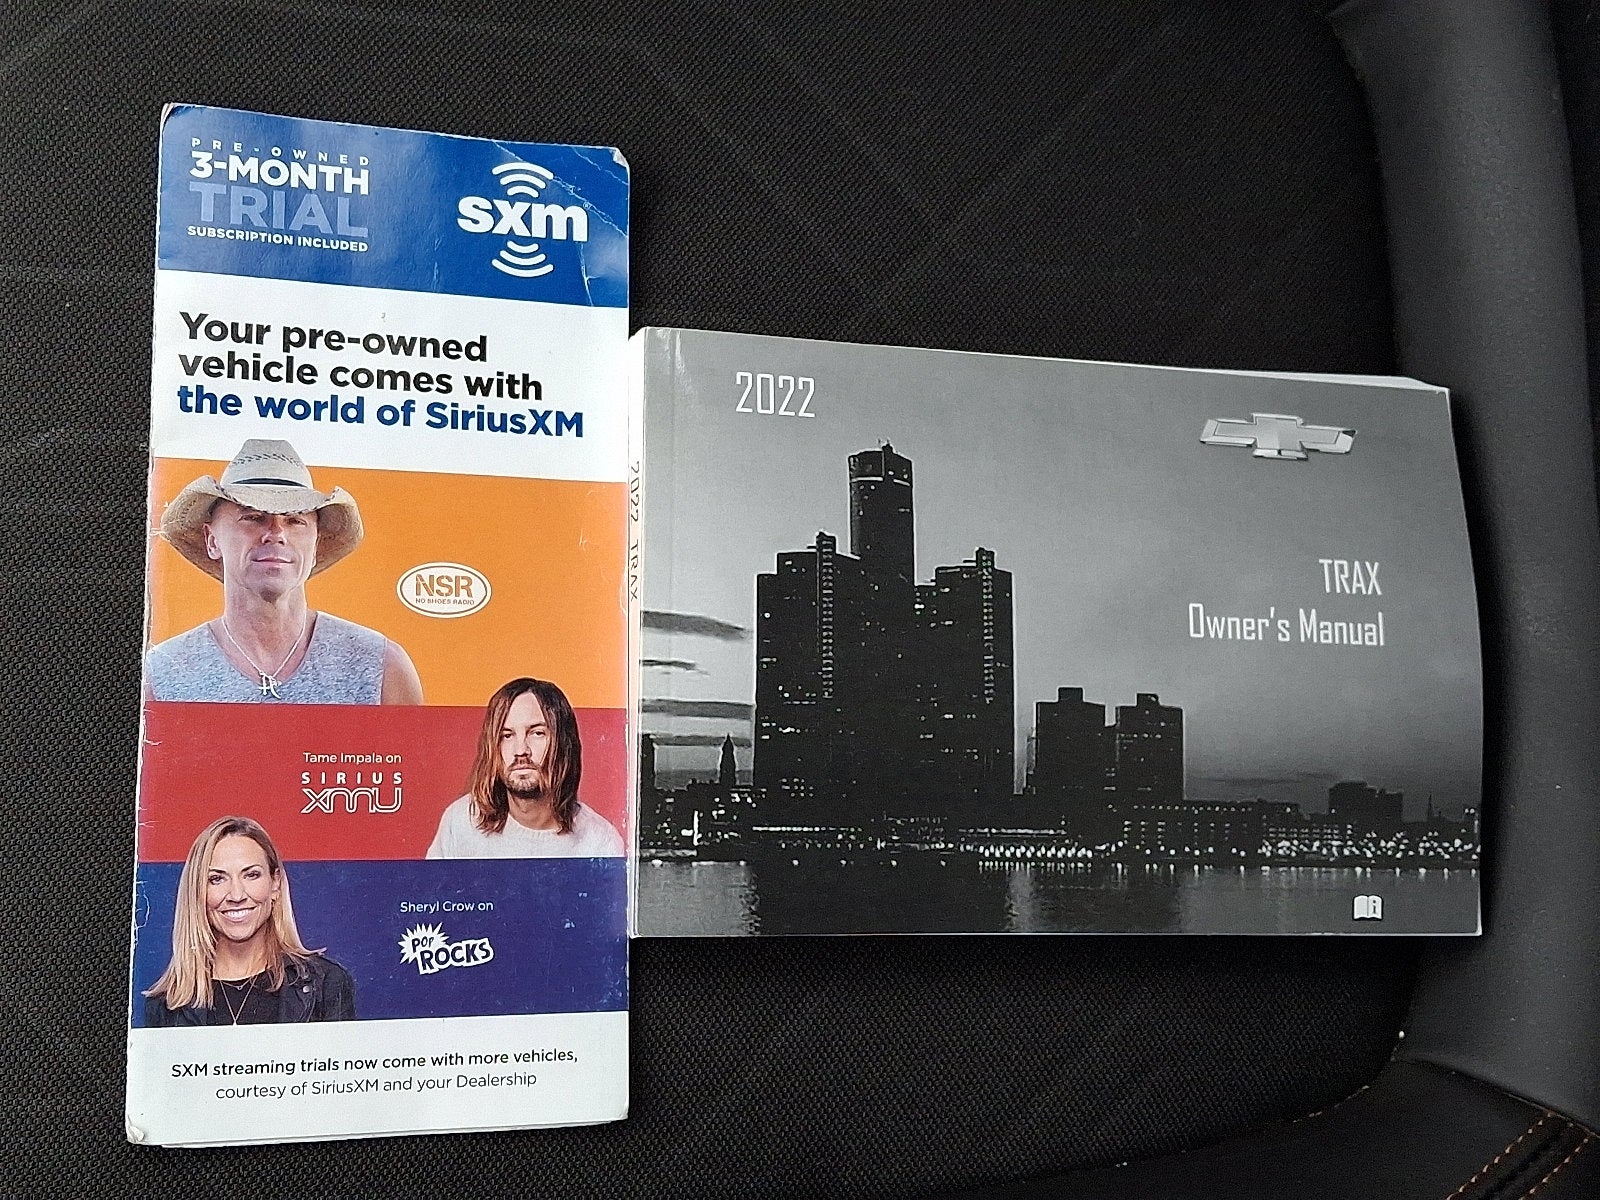 PRE-OWNED
3-MONTH
TRIAL
SUBSCRIPTION INCLUDED
sxm
Your pre-owned
vehicle comes with
the world of SiriusXM
NSR
NO SHOES RADIO
Tame Impala on
SIRIUS
XMU
Sheryl Crow on
POP
ROCKS
SXM streaming trials now come with more vehicles,
courtesy of SiriusXM and your Dealership
2022 TRAX
2022
TRAX
Owner's Manual
i